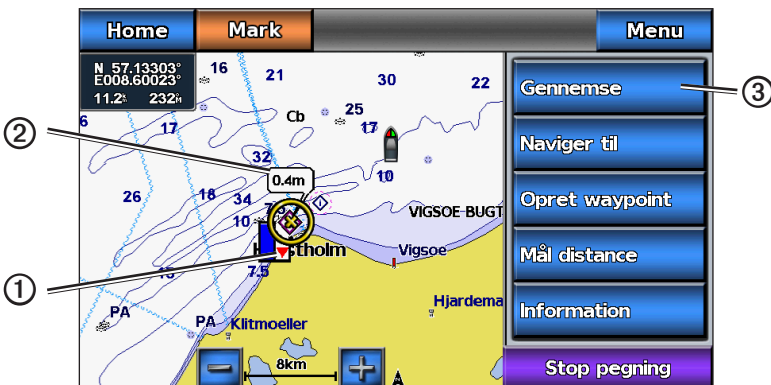 Home Mark Menu
N 57.13303°
E008.60023°
11.2 232°
16 21 30 22
Gennemse ③
6 17 Cb 25 17
②
32 10
Naviger til
0.4m
26 18 34
10
VIGSOE BUGT
Opret waypoint
Vigsoe
Mål distance
① 7.5
PA PA Klitmoeller
Hjardema
Information
8km
Stop pegning